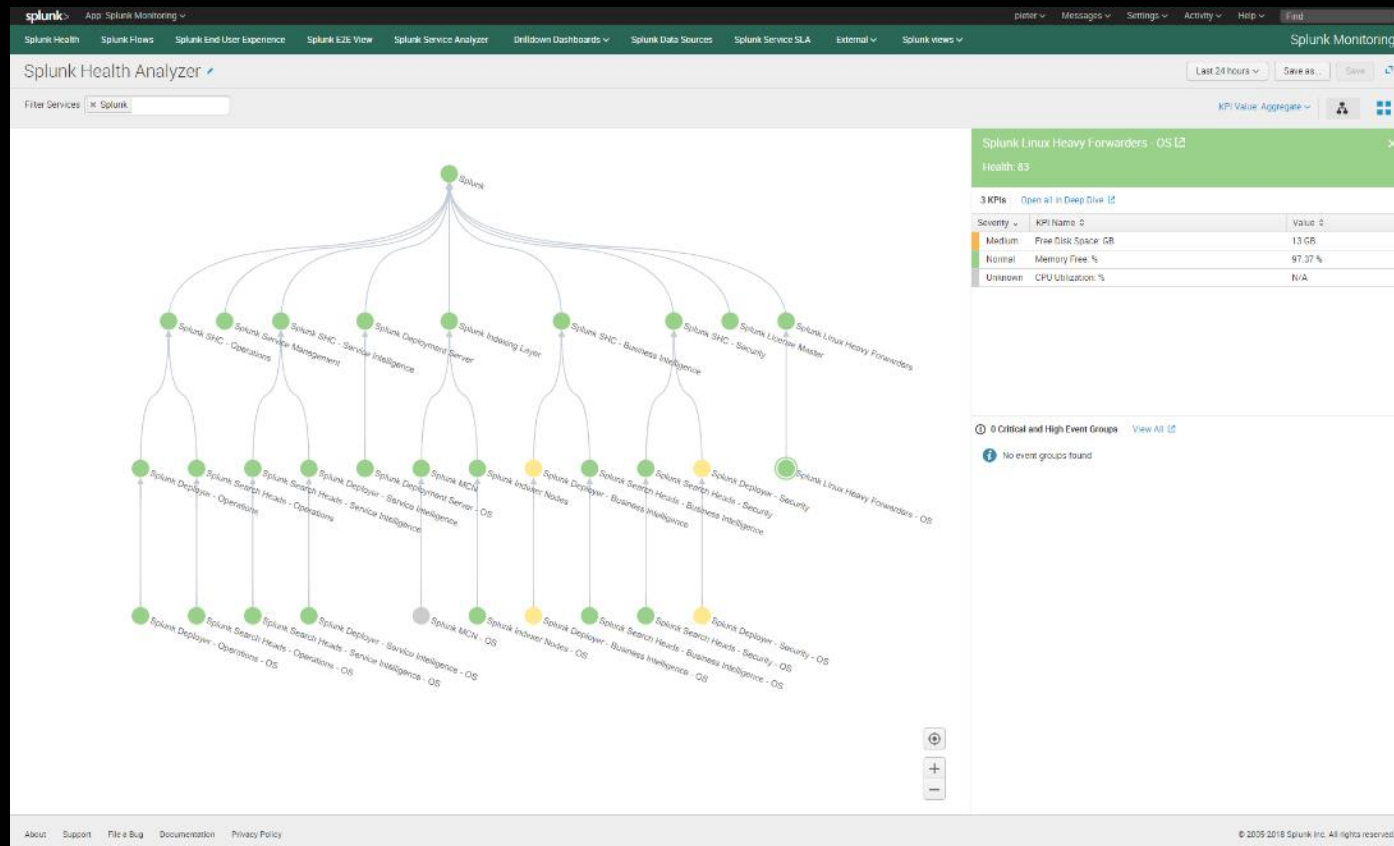 splunk> App: Splunk Monitoring pieter Messages Settings Activity Help Find
Splunk Health Splunk Flows Splunk End User Experience Splunk E2E View Splunk Service Analyzer Drilldown Dashboards Splunk Data Sources Splunk Service SLA External Splunk views Splunk Monitoring
Splunk Health Analyzer Last 24 hours Save as... Save
Filter Services × Splunk KPI Value: Aggregate
Splunk Linux Heavy Forwarders - OS
Health: 83
3 KPIs Open all in Deep Dive
Severity KPI Name Value
Medium Free Disk Space: GB 13 GB
Normal Memory Free: % 97.37 %
Unknown CPU Utilization: % N/A
0 Critical and High Event Groups View All
No event groups found
Splunk
Splunk SHC - Operations
Splunk Service Management
Splunk SHC - Service Intelligence
Splunk Deployment Server
Splunk Indexing Layer
Splunk SHC - Business Intelligence
Splunk SHC - Security
Splunk License Master
Splunk Linux Heavy Forwarders
Splunk Deployer - Operations
Splunk Search Heads - Operations
Splunk Search Heads - Service Intelligence
Splunk Deployer - Service Intelligence
Splunk Deployment Server - OS
Splunk MCN
Splunk Indexer Nodes
Splunk Deployer - Business Intelligence
Splunk Search Heads - Business Intelligence
Splunk Search Heads - Security
Splunk Deployer - Security
Splunk Linux Heavy Forwarders - OS
Splunk Deployer - Operations - OS
Splunk Search Heads - Operations - OS
Splunk Search Heads - Service Intelligence - OS
Splunk Deployer - Service Intelligence - OS
Splunk MCN - OS
Splunk Indexer Nodes - OS
Splunk Deployer - Business Intelligence - OS
Splunk Search Heads - Business Intelligence - OS
Splunk Search Heads - Security - OS
Splunk Deployer - Security - OS
About Support File a Bug Documentation Privacy Policy © 2005-2018 Splunk Inc. All rights reserved.